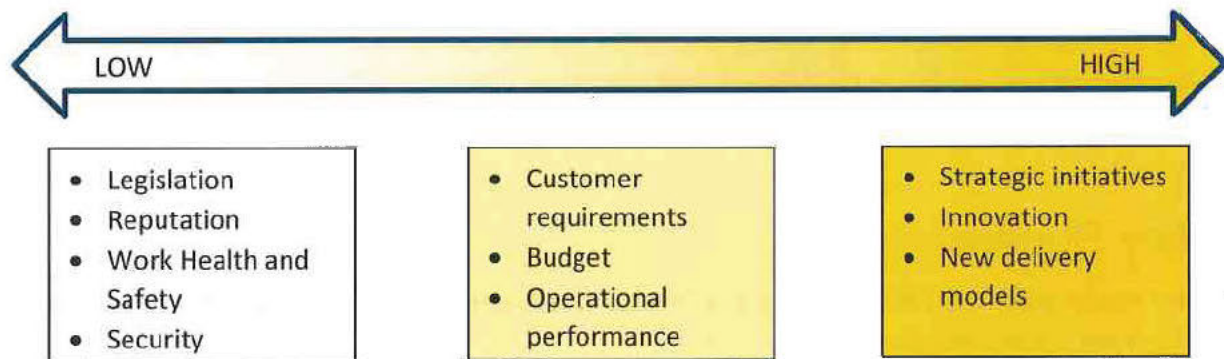 LOW
HIGH
• Legislation
• Reputation
• Work Health and
Safety
• Security
• Customer
requirements
• Budget
• Operational
performance
• Strategic initiatives
• Innovation
• New delivery
models